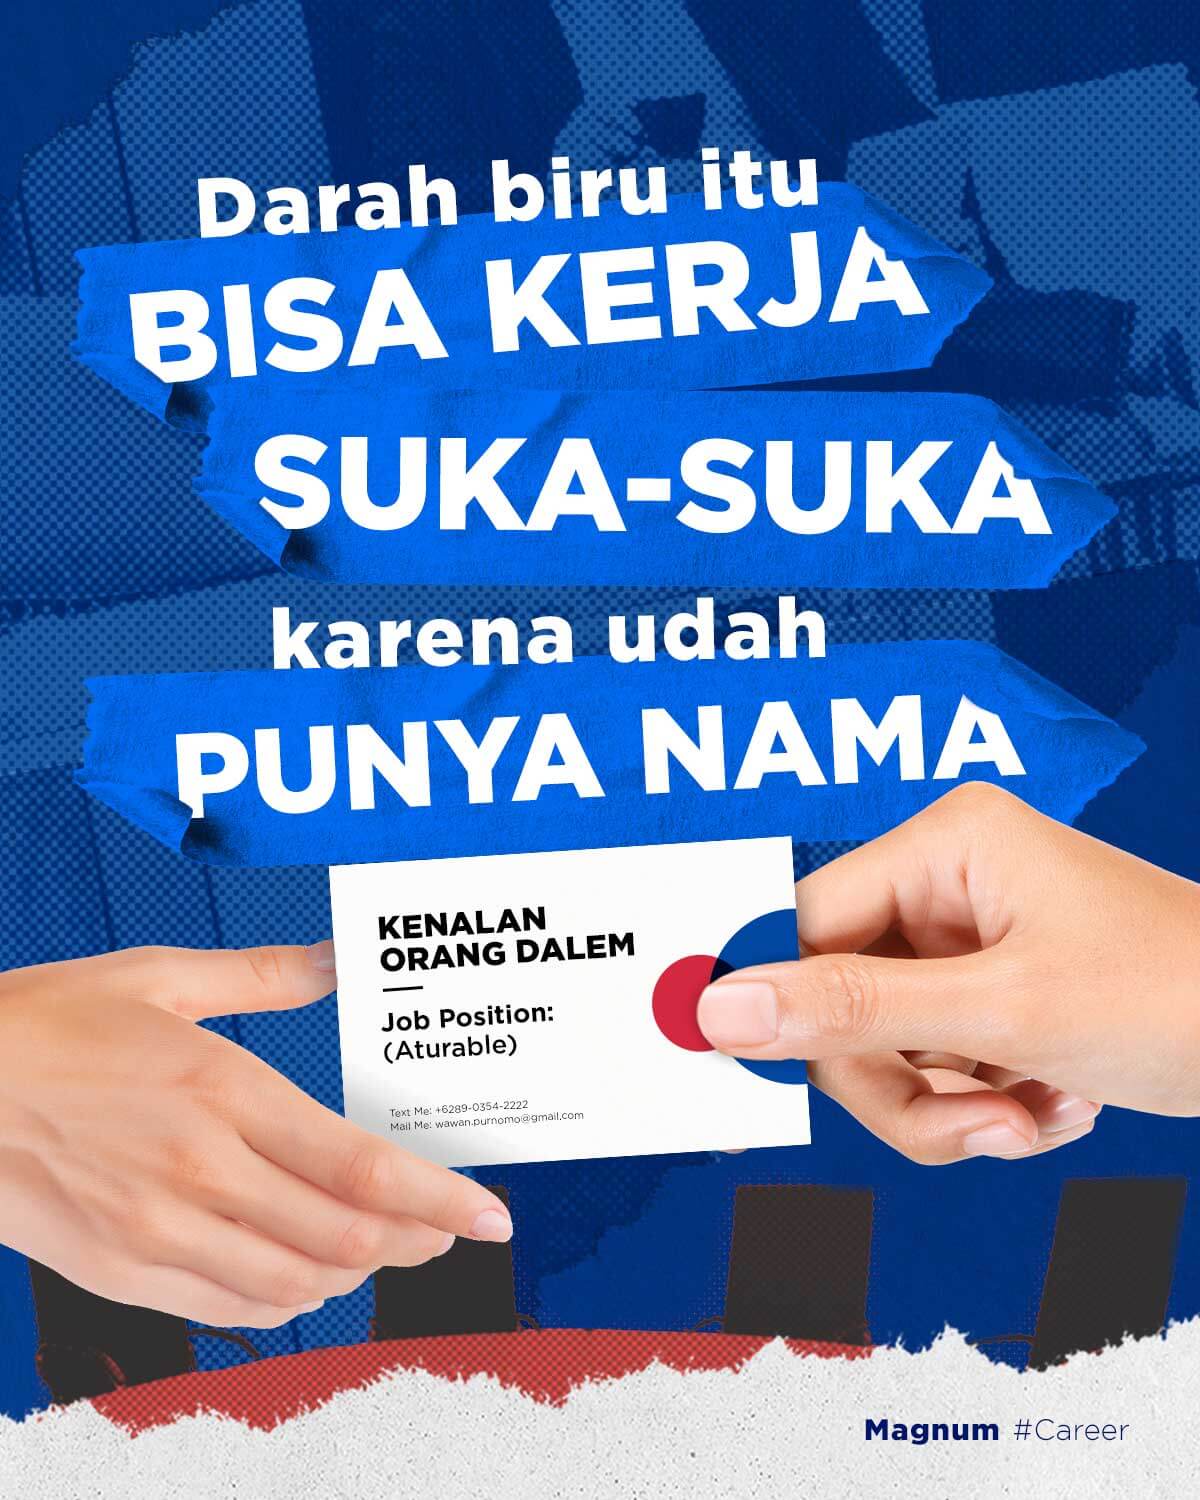 Darah biru itu
BISA KERJA
SUKA-SUKA
karena udah
PUNYA NAMA
KENALAN
ORANG DALEM
Job Position:
(Aturable)
Text Me: +6289-0354-2222
Mail Me: wawan.purnomo@gmail.com
Magnum #Career